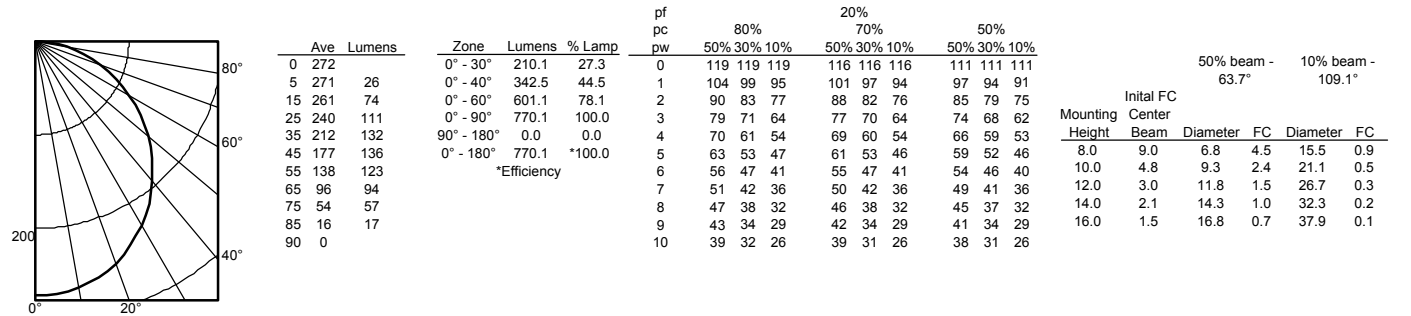 80°
60°
40°
20°
0°
200
Ave Lumens
0 272
5 271 26
15 261 74
25 240 111
35 212 132
45 177 136
55 138 123
65 96 94
75 54 57
85 16 17
90 0
Zone Lumens % Lamp
0° - 30° 210.1 27.3
0° - 40° 342.5 44.5
0° - 60° 601.1 78.1
0° - 90° 770.1 100.0
90° - 180° 0.0 0.0
0° - 180° 770.1 *100.0
*Efficiency
pf 20%
pc 80% 70% 50%
pw 50% 30% 10% 50% 30% 10% 50% 30% 10%
0 119 119 119 116 116 116 111 111 111
1 104 99 95 101 97 94 97 94 91
2 90 83 77 88 82 76 85 79 75
3 79 71 64 77 70 64 74 68 62
4 70 61 54 69 60 54 66 59 53
5 63 53 47 61 53 46 59 52 46
6 56 47 41 55 47 41 54 46 40
7 51 42 36 50 42 36 49 41 36
8 47 38 32 46 38 32 45 37 32
9 43 34 29 42 34 29 41 34 29
10 39 32 26 39 31 26 38 31 26
50% beam - 10% beam -
63.7° 109.1°
Inital FC
Mounting Center
Height Beam Diameter FC Diameter FC
8.0 9.0 6.8 4.5 15.5 0.9
10.0 4.8 9.3 2.4 21.1 0.5
12.0 3.0 11.8 1.5 26.7 0.3
14.0 2.1 14.3 1.0 32.3 0.2
16.0 1.5 16.8 0.7 37.9 0.1